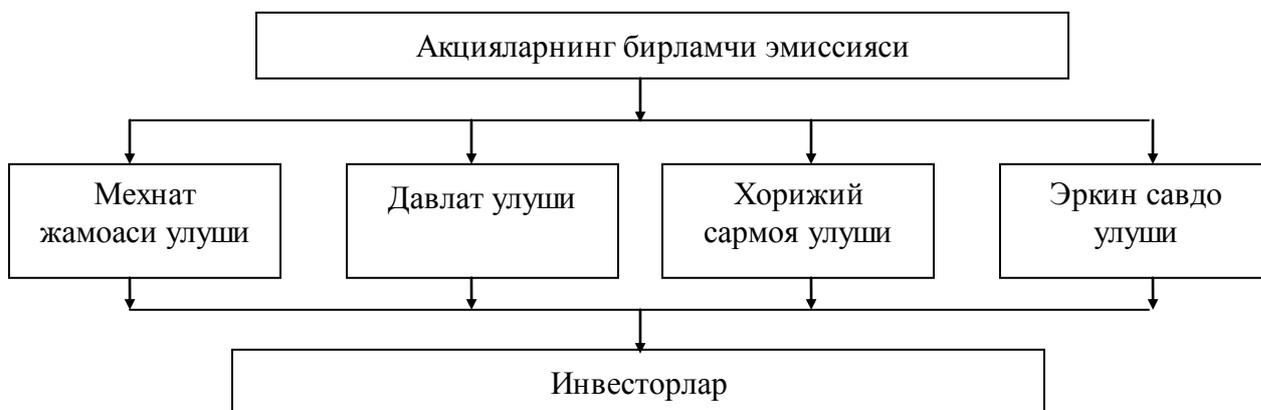 Акцияларнинг бирламчи эмиссияси
Мехнат
жамоаси улуши
Давлат улуши
Хорижий
сармоя улуши
Эркин савдо
улуши
Инвесторлар